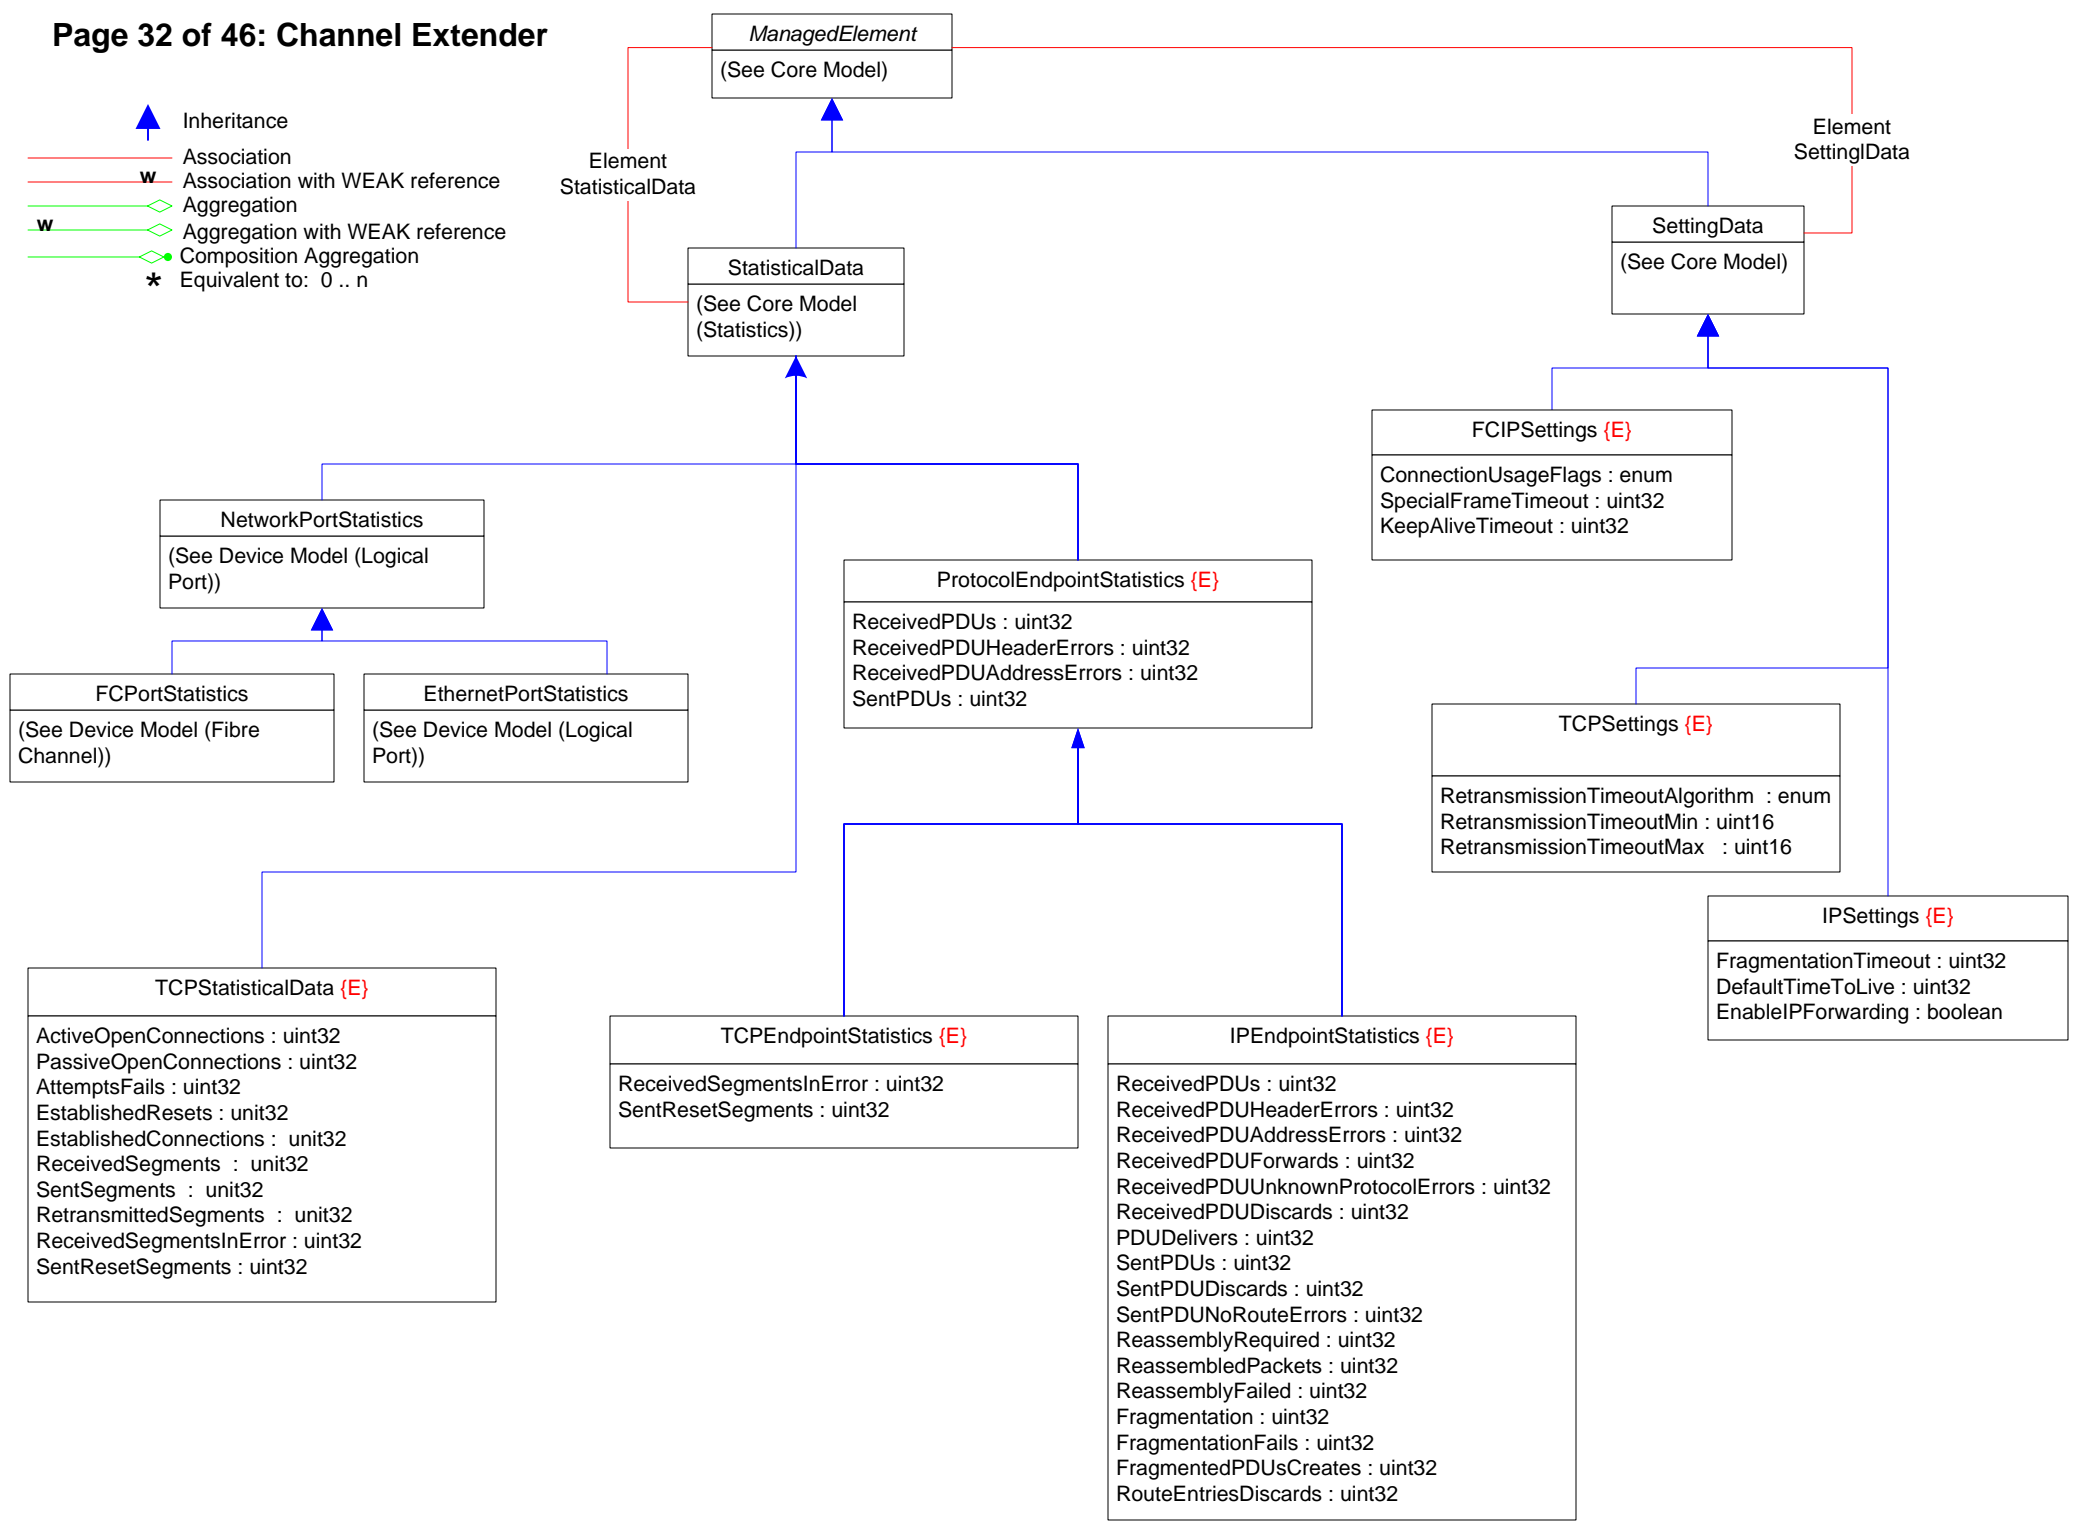 Page 32 of 46: Channel Extender
Inheritance
Association
w
Association with WEAK reference
Aggregation
w
Aggregation with WEAK reference
Composition Aggregation
* Equivalent to: 0 .. n
ManagedElement
(See Core Model)
Element
StatisticalData
Element
SettinglData
StatisticalData
(See Core Model
(Statistics))
SettingData
(See Core Model)
FCIPSettings {E}
ConnectionUsageFlags : enum
SpecialFrameTimeout : uint32
KeepAliveTimeout : uint32
NetworkPortStatistics
(See Device Model (Logical
Port))
ProtocolEndpointStatistics {E}
ReceivedPDUs : uint32
ReceivedPDUHeaderErrors : uint32
ReceivedPDUAddressErrors : uint32
SentPDUs : uint32
FCPortStatistics
(See Device Model (Fibre
Channel))
EthernetPortStatistics
(See Device Model (Logical
Port))
TCPSettings {E}
RetransmissionTimeoutAlgorithm : enum
RetransmissionTimeoutMin : uint16
RetransmissionTimeoutMax : uint16
IPSettings {E}
FragmentationTimeout : uint32
DefaultTimeToLive : uint32
EnableIPForwarding : boolean
TCPStatisticalData {E}
ActiveOpenConnections : uint32
PassiveOpenConnections : uint32
AttemptsFails : uint32
EstablishedResets : unit32
EstablishedConnections : unit32
ReceivedSegments : unit32
SentSegments : unit32
RetransmittedSegments : unit32
ReceivedSegmentsInError : uint32
SentResetSegments : uint32
TCPEndpointStatistics {E}
ReceivedSegmentsInError : uint32
SentResetSegments : uint32
IPEndpointStatistics {E}
ReceivedPDUs : uint32
ReceivedPDUHeaderErrors : uint32
ReceivedPDUAddressErrors : uint32
ReceivedPDUForwards : uint32
ReceivedPDUUnknownProtocolErrors : uint32
ReceivedPDUDiscards : uint32
PDUDelivers : uint32
SentPDUs : uint32
SentPDUDiscards : uint32
SentPDUNoRouteErrors : uint32
ReassemblyRequired : uint32
ReassembledPackets : uint32
ReassemblyFailed : uint32
Fragmentation : uint32
FragmentationFails : uint32
FragmentedPDUsCreates : uint32
RouteEntriesDiscards : uint32